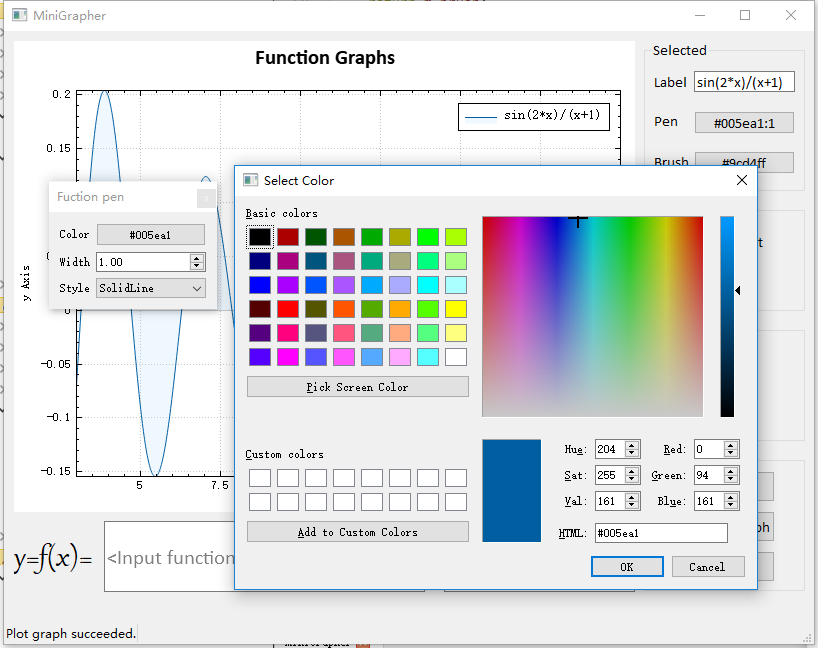 MiniGrapher
Function Graphs
sin(2*x)/(x+1)
0.2
0.15
0
-0.05
-0.1
-0.15
5
7.5
y Axis
Selected
Label sin(2*x)/(x+1)
Pen #005ea1:1
Brush #9cd4ff
Fuction pen
Color #005ea1
Width 1.00
Style SolidLine
Select Color
Basic colors
Pick Screen Color
Custom colors
Add to Custom Colors
Hue: 204 Red: 0
Sat: 255 Green: 94
Val: 161 Blue: 161
HTML: #005ea1
OK Cancel
y=f(x)=
<Input function
Plot graph succeeded.